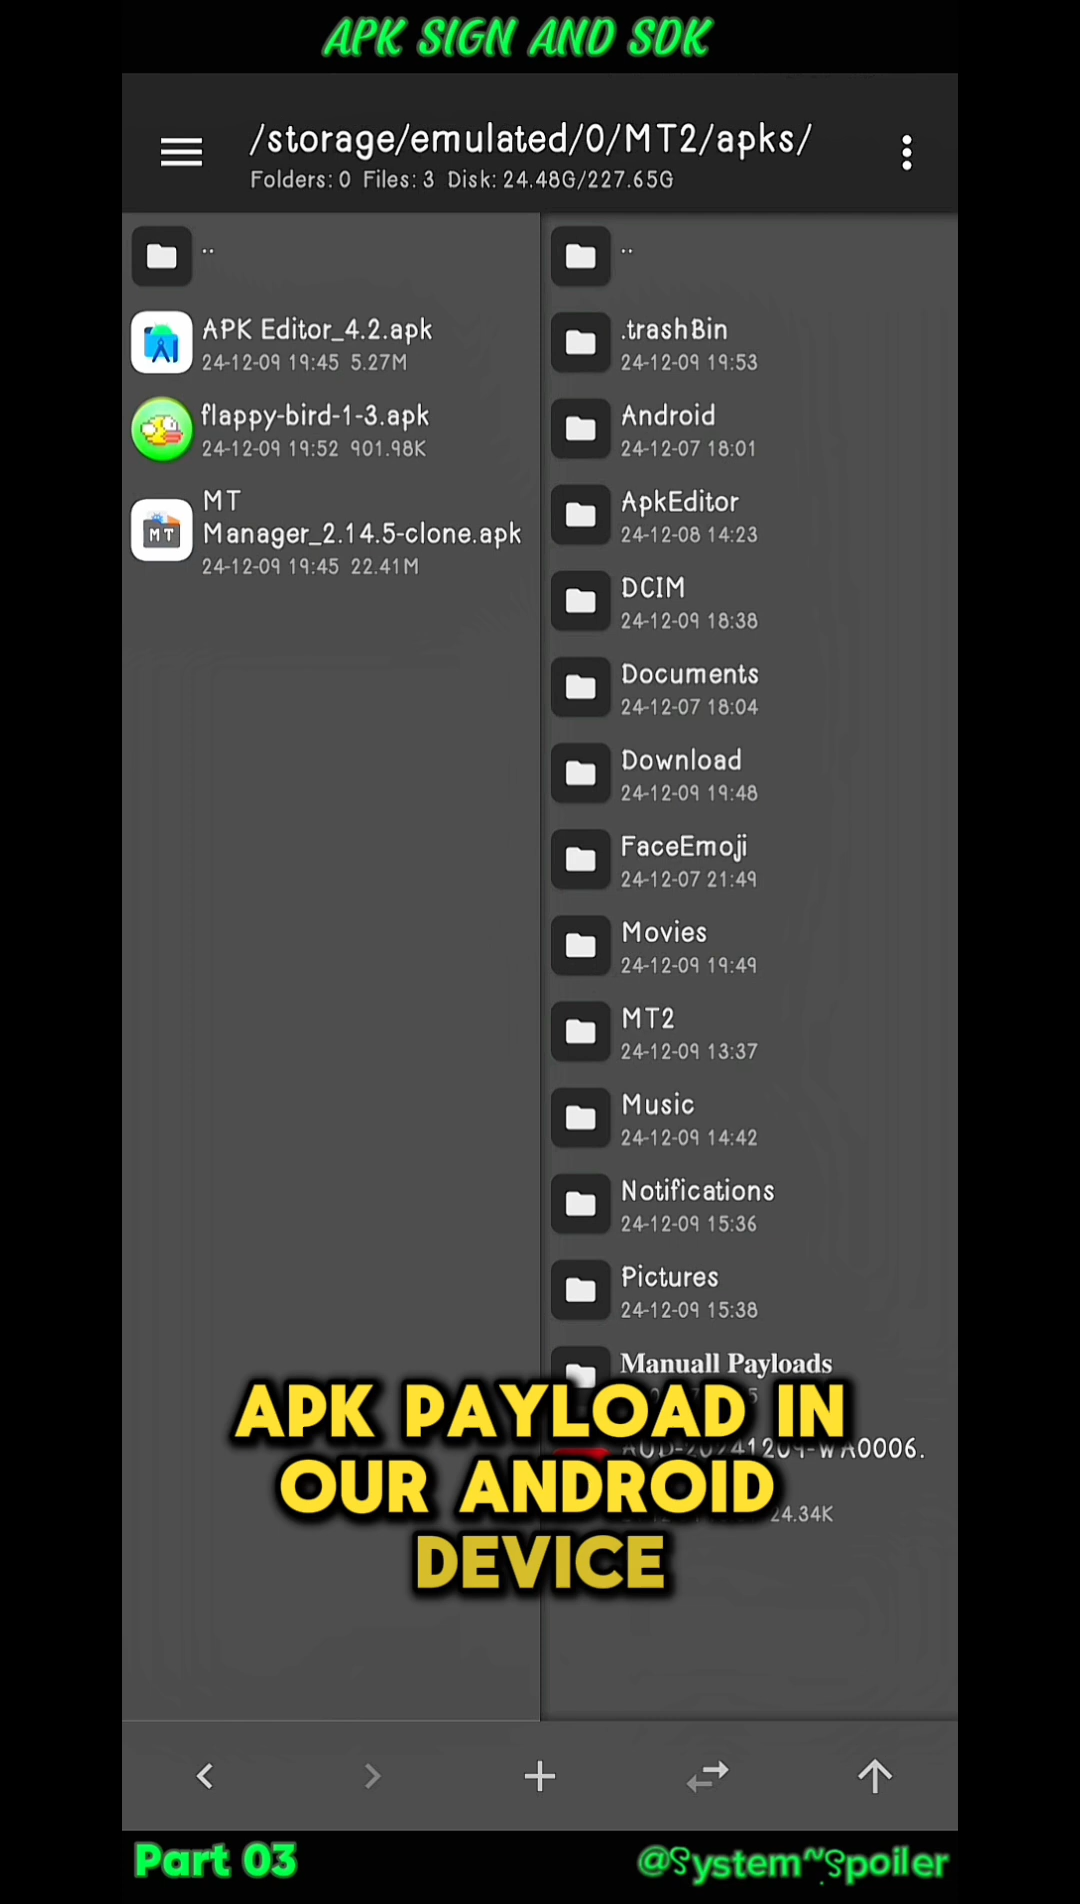 APK SIGN AND SDK
/storage/emulated/0/MT2/apks/
Folders: 0 Files: 3 Disk: 24.48G/227.65G
..
APK Editor_4.2.apk
24-12-09 19:45 5.27M
flappy-bird-1-3.apk
24-12-09 19:52 901.98K
MT
Manager_2.14.5-clone.apk
24-12-09 19:45 22.41M
MT
..
.trashBin
24-12-09 19:53
Android
24-12-07 18:01
ApkEditor
24-12-08 14:23
DCIM
24-12-09 18:38
Documents
24-12-07 18:04
Download
24-12-09 19:48
FaceEmoji
24-12-07 21:49
Movies
24-12-09 19:49
MT2
24-12-09 13:37
Music
24-12-09 14:42
Notifications
24-12-09 15:36
Pictures
24-12-09 15:38
Manuall Payloads
AUD-20241209-WA0006.
24.34K
APK PAYLOAD IN
OUR ANDROID
DEVICE
Part 03
@System~Spoiler